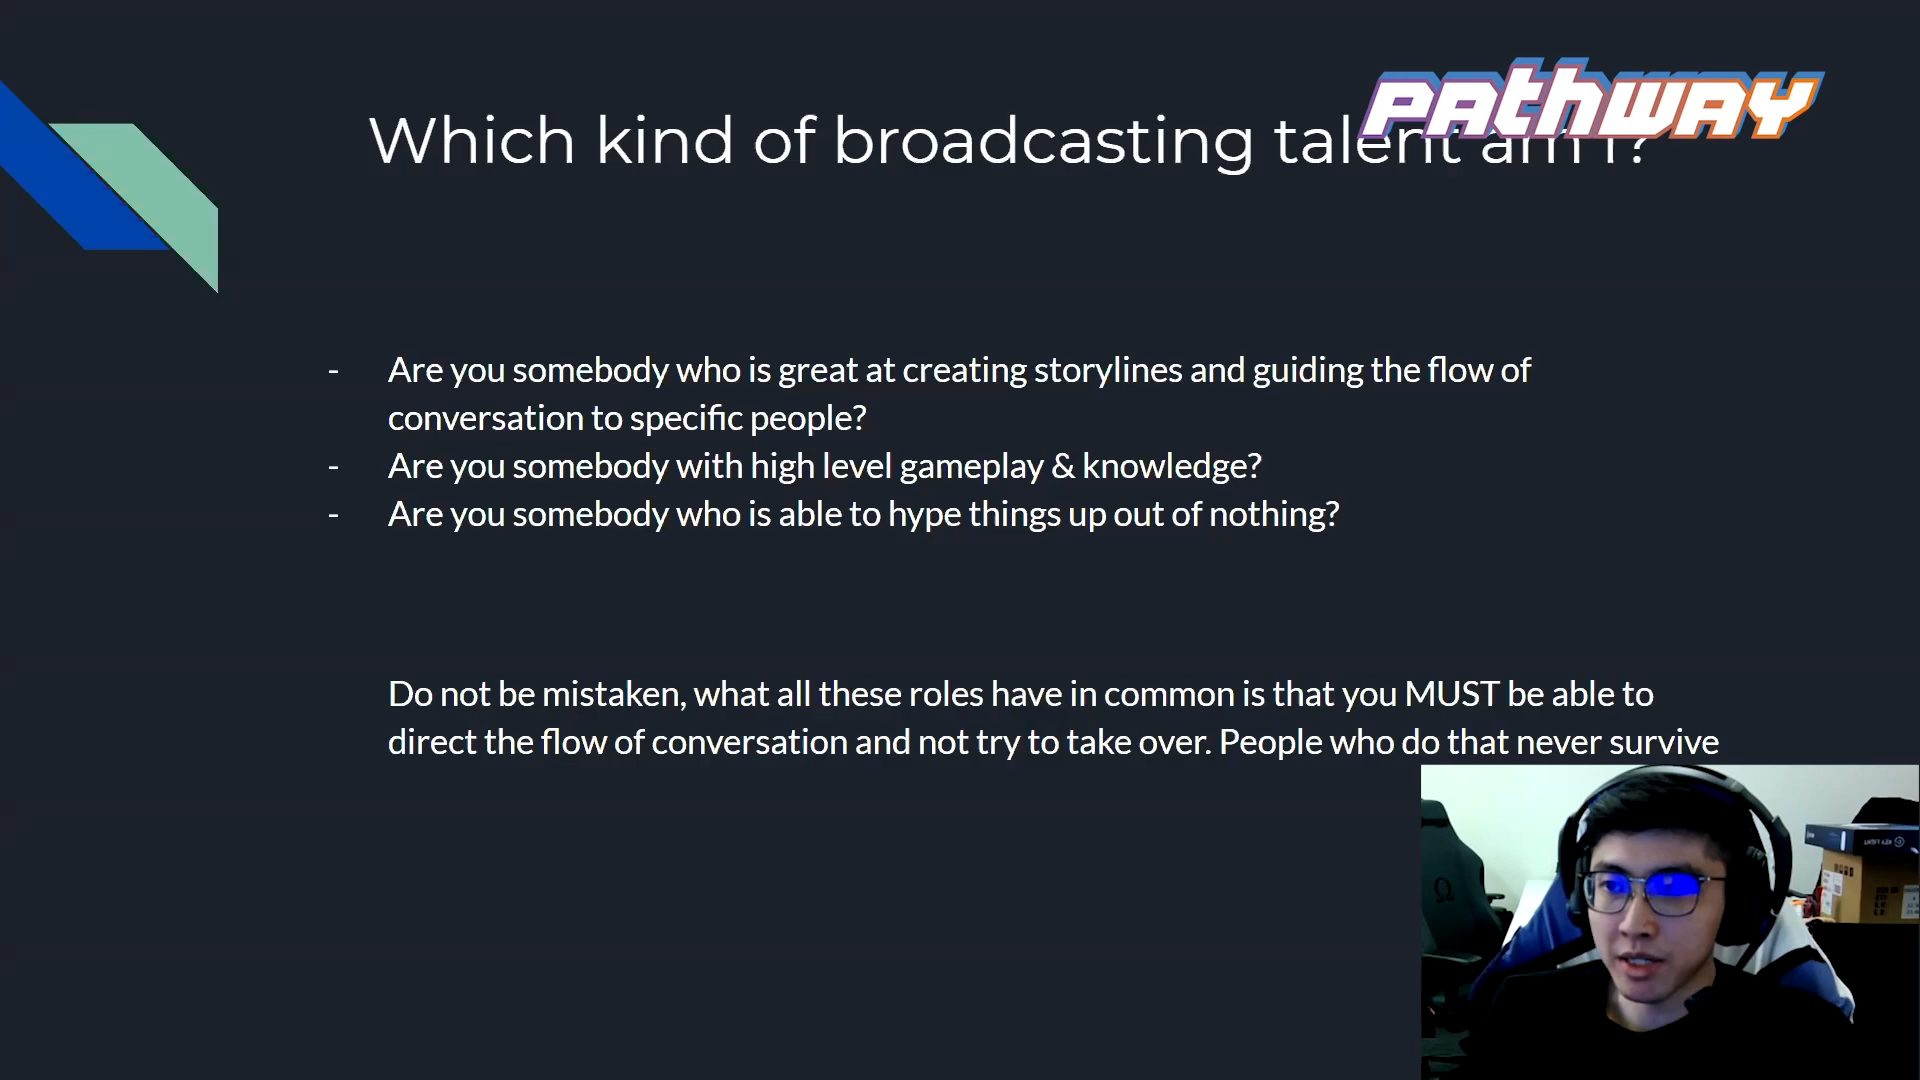 PATHWAY
Which kind of broadcasting talent am I?
- Are you somebody who is great at creating storylines and guiding the flow of
conversation to specific people?
- Are you somebody with high level gameplay & knowledge?
- Are you somebody who is able to hype things up out of nothing?
Do not be mistaken, what all these roles have in common is that you MUST be able to
direct the flow of conversation and not try to take over. People who do that never survive
KEY LIGHT